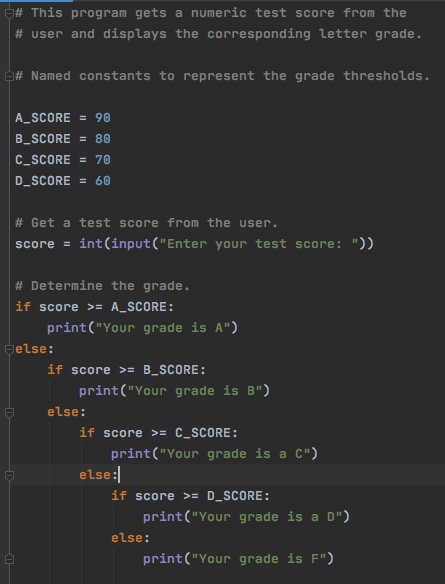 # This program gets a numeric test score from the
# user and displays the corresponding letter grade.
# Named constants to represent the grade thresholds.
A_SCORE = 90
B_SCORE = 80
C_SCORE = 70
D_SCORE = 60
# Get a test score from the user.
score = int(input("Enter your test score: "))
# Determine the grade.
if score >= A_SCORE:
    print("Your grade is A")
else:
    if score >= B_SCORE:
        print("Your grade is B")
    else:
        if score >= C_SCORE:
            print("Your grade is a C")
        else:
            if score >= D_SCORE:
                print("Your grade is a D")
            else:
                print("Your grade is F")